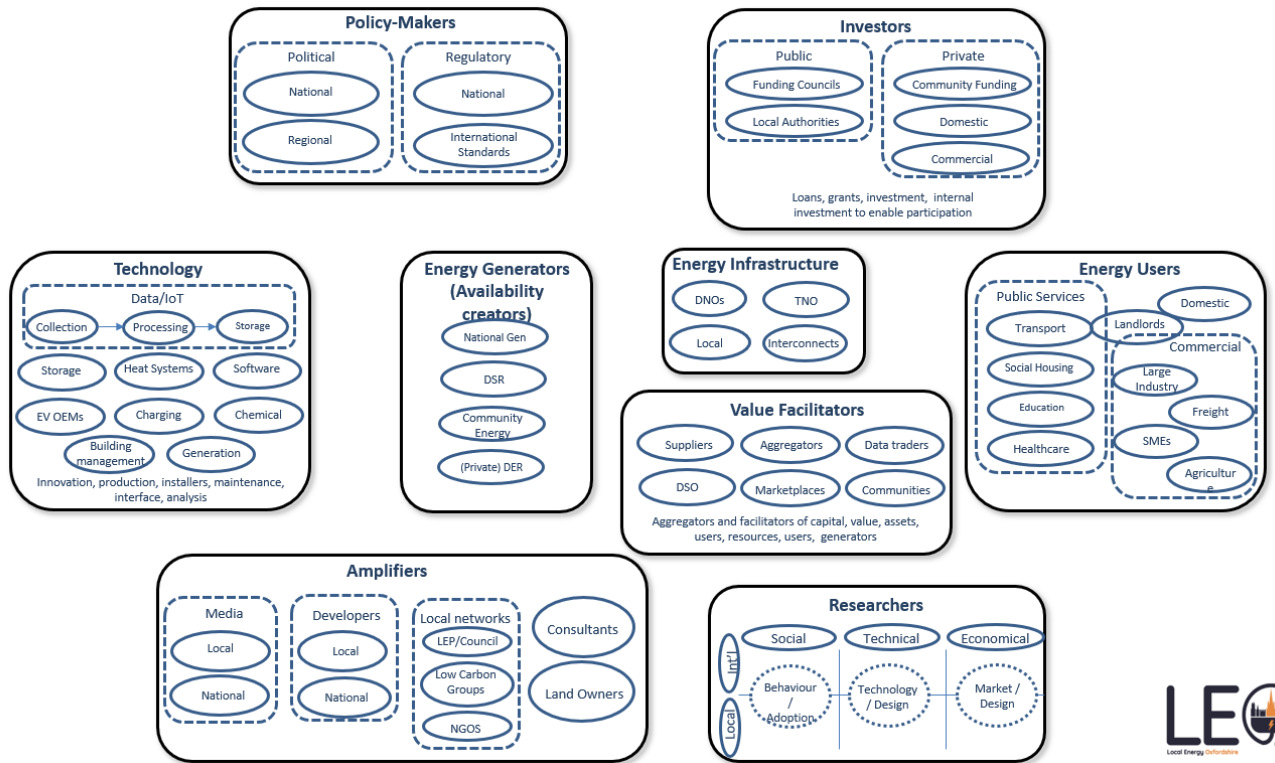 Policy-Makers
Political
National
Regional
Regulatory
National
International
Standards
Investors
Public
Funding Councils
Local Authorities
Private
Community Funding
Domestic
Commercial
Loans, grants, investment, internal
investment to enable participation
Technology
Data/IoT
Collection
Processing
Storage
Storage
Heat Systems
Software
EV OEMs
Charging
Chemical
Building
management
Generation
Innovation, production, installers, maintenance,
interface, analysis
Energy Generators
(Availability
creators)
National Gen
DSR
Community
Energy
(Private) DER
Energy Infrastructure
DNOs
TNO
Local
Interconnects
Energy Users
Public Services
Transport
Social Housing
Education
Healthcare
Landlords
Domestic
Commercial
Large
Industry
Freight
SMEs
Agricultur
e
Value Facilitators
Suppliers
Aggregators
Data traders
DSO
Marketplaces
Communities
Aggregators and facilitators of capital, value, assets,
users, resources, users, generators
Amplifiers
Media
Local
National
Developers
Local
National
Local networks
LEP/Council
Low Carbon
Groups
NGOS
Consultants
Land Owners
Researchers
Social
Technical
Economical
Int'l
Local
Behaviour
/
Adoption
Technology
/ Design
Market /
Design
LEO
Local Energy Oxfordshire